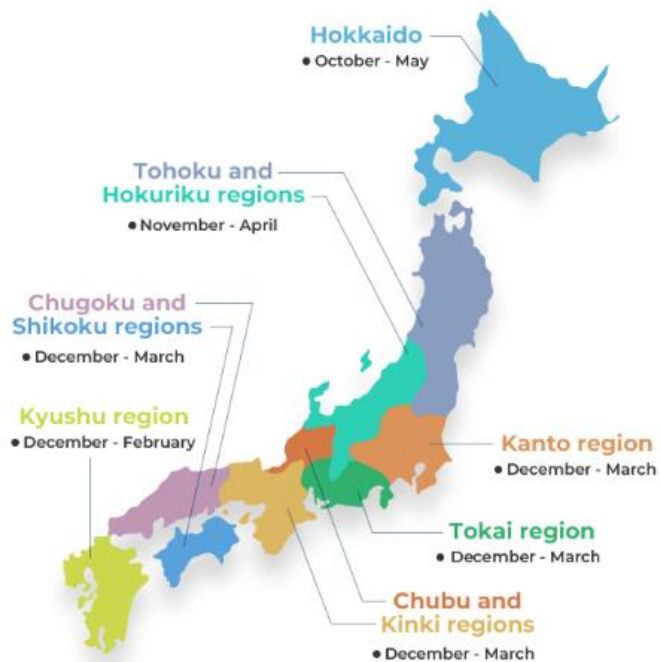 Hokkaido
● October - May
Tohoku and
Hokuriku regions
● November - April
Chugoku and
Shikoku regions
● December - March
Kyushu region
● December - February
Kanto region
● December - March
Tokai region
● December - March
Chubu and
Kinki regions
● December - March